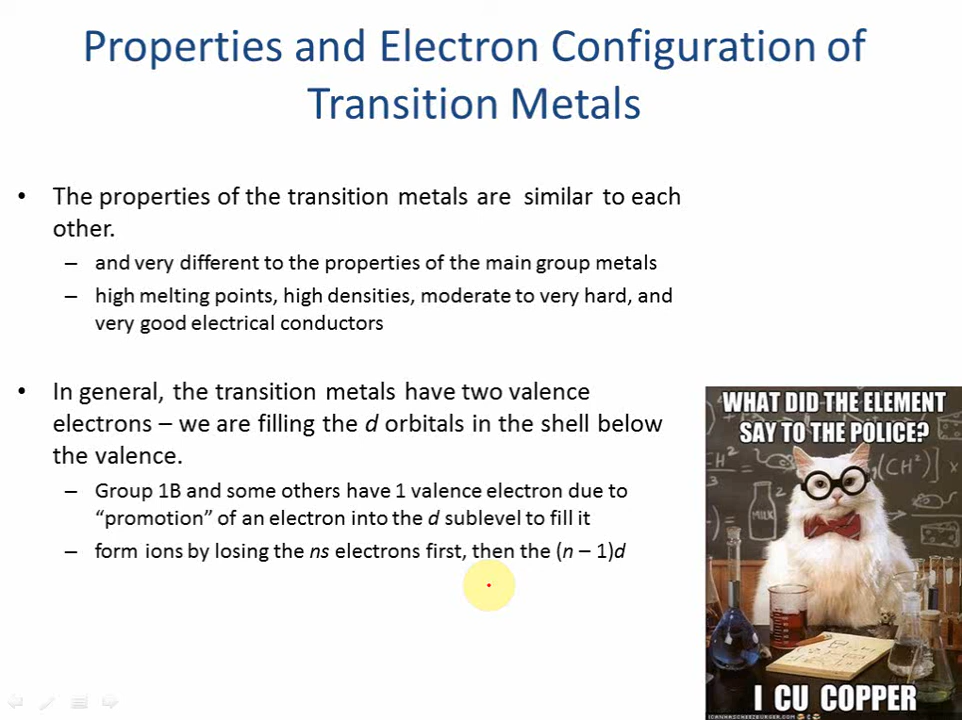 Properties and Electron Configuration of
Transition Metals
• The properties of the transition metals are similar to each
other.
– and very different to the properties of the main group metals
– high melting points, high densities, moderate to very hard, and
very good electrical conductors
• In general, the transition metals have two valence
electrons – we are filling the d orbitals in the shell below
the valence.
– Group 1B and some others have 1 valence electron due to
“promotion” of an electron into the d sublevel to fill it
– form ions by losing the ns electrons first, then the (n – 1)d
WHAT DID THE ELEMENT
SAY TO THE POLICE?
MILK
I CU COPPER
ICANHASCHEEZBURGER.COM